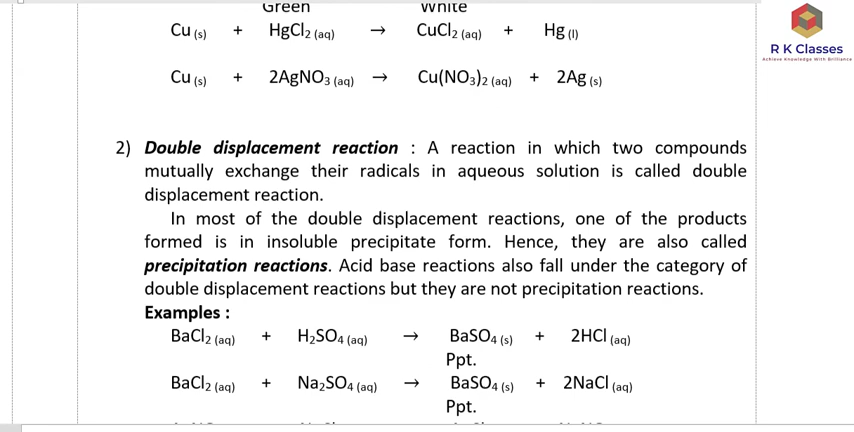 Green White
Cu (s) + HgCl₂ (aq) → CuCl₂ (aq) + Hg (l)
Cu (s) + 2AgNO₃ (aq) → Cu(NO₃)₂ (aq) + 2Ag (s)
2) Double displacement reaction : A reaction in which two compounds
mutually exchange their radicals in aqueous solution is called double
displacement reaction.
In most of the double displacement reactions, one of the products
formed is in insoluble precipitate form. Hence, they are also called
precipitation reactions. Acid base reactions also fall under the category of
double displacement reactions but they are not precipitation reactions.
Examples :
BaCl₂ (aq) + H₂SO₄ (aq) → BaSO₄ (s) + 2HCl (aq)
Ppt.
BaCl₂ (aq) + Na₂SO₄ (aq) → BaSO₄ (s) + 2NaCl (aq)
Ppt.
R K Classes
Achieve Knowledge With Brilliance